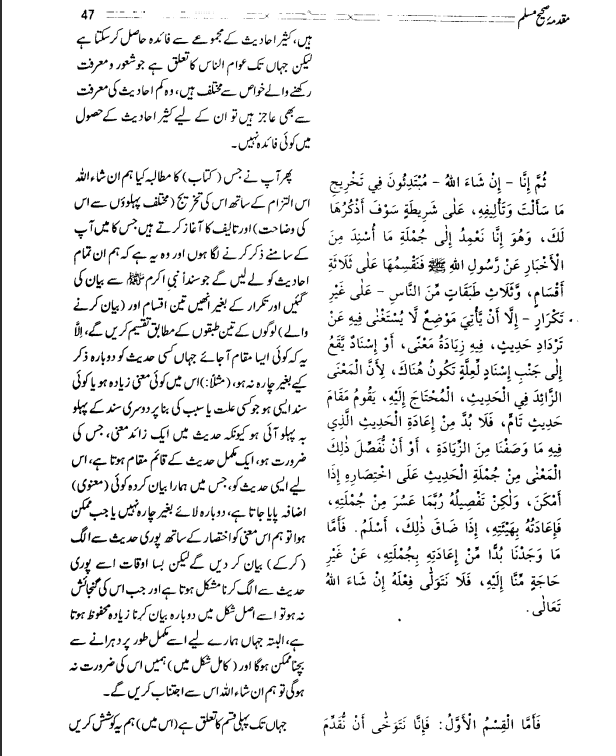 مقدمۂ صحیح مسلم
47
ہیں، کثیر احادیث کے مجموعے سے فائدہ حاصل کر سکتا ہے
لیکن جہاں تک عوام الناس کا تعلق ہے جو شعور و معرفت
رکھنے والے خواص سے مختلف ہیں، وہ کم احادیث کی معرفت
سے بھی عاجز ہیں تو ان کے لیے کثیر احادیث کے حصول
میں کوئی فائدہ نہیں۔
ثُمَّ إِنَّا - إِنْ شَاءَ اللهُ - مُبْتَدِئُونَ فِي تَخْرِيجِ
مَا سَأَلْتَ وَتَأْلِيفِهِ، عَلٰى شَرِيطَةٍ سَوْفَ أَذْكُرُهَا
لَكَ، وَهُوَ إِنَّا نَعْمِدُ إِلٰى جُمْلَةِ مَا أُسْنِدَ مِنَ
الْأَخْبَارِ عَنْ رَّسُولِ اللهِ ﷺ فَنَقْسِمُهَا عَلٰى ثَلَاثَةِ
أَقْسَامٍ، وَّثَلَاثِ طَبَقَاتٍ مِّنَ النَّاسِ - عَلٰى غَيْرِ
تَكْرَارٍ - إِلَّا أَنْ يَّأْتِيَ مَوْضِعٌ لَّا يُسْتَغْنٰى فِيهِ عَنْ
تَرْدَادِ حَدِيثٍ، فِيهِ زِيَادَةُ مَعْنًى، أَوْ إِسْنَادٌ يَّقَعُ
إِلٰى جَنْبِ إِسْنَادٍ لِّعِلَّةٍ تَكُونُ هُنَاكَ، لِأَنَّ الْمَعْنَى
الزَّائِدَ فِي الْحَدِيثِ، الْمُحْتَاجَ إِلَيْهِ، يَقُومُ مَقَامَ
حَدِيثٍ تَامٍّ، فَلَا بُدَّ مِنْ إِعَادَةِ الْحَدِيثِ الَّذِي
فِيهِ مَا وَصَفْنَا مِنَ الزِّيَادَةِ ، أَوْ أَنْ نُّفَصِّلَ ذٰلِكَ
الْمَعْنٰى مِنْ جُمْلَةِ الْحَدِيثِ عَلَى اخْتِصَارِهِ إِذَا
أَمْكَنَ، وَلٰكِنْ تَفْصِيلُهُ رُبَّمَا عَسُرَ مِنْ جُمْلَتِهِ،
فَإِعَادَتُهُ بِهَيْئَتِهِ، إِذَا ضَاقَ ذٰلِكَ، أَسْلَمُ. فَأَمَّا
مَا وَجَدْنَا بُدًّا مِّنْ إِعَادَتِهِ بِجُمْلَتِهِ، عَنْ غَيْرِ
حَاجَةٍ مِّنَّا إِلَيْهِ، فَلَا نَتَوَلّٰى فِعْلَهُ إِنْ شَاءَ اللهُ
تَعَالٰى.
پھر آپ نے جس (کتاب) کا مطالبہ کیا ہم ان شاء اللہ
اس التزام کے ساتھ اس کی تخریج (مختلف پہلوؤں سے اس
کی وضاحت) اور تالیف کا آغاز کرتے ہیں جس کا میں آپ
کے سامنے ذکر کرنے لگا ہوں اور وہ یہ ہے کہ ہم ان تمام
احادیث کو لے لیں گے جو سنداً نبی اکرم ﷺ سے بیان کی
گئیں اور تکرار کے بغیر انھیں تین اقسام اور (بیان کرنے
والے) لوگوں کے تین طبقوں کے مطابق تقسیم کریں گے، اِلَّا
یہ کہ کوئی ایسا مقام آجائے جہاں کسی حدیث کو دوبارہ ذکر
کیے بغیر چارہ نہ ہو، (مثلاً:) اس میں کوئی معنی زیادہ ہو یا کوئی
سند ایسی ہو جو کسی علت یا سبب کی بنا پر دوسری سند کے پہلو
بہ پہلو آئی ہو کیونکہ حدیث میں ایک زائد معنی، جس کی
ضرورت ہو، ایک مکمل حدیث کے قائم مقام ہوتا ہے، اس
لیے ایسی حدیث کو، جس میں ہمارا بیان کردہ کوئی (معنوی)
اضافہ پایا جاتا ہے، دوبارہ لائے بغیر چارہ نہیں یا جب ممکن
ہوا تو ہم اس معنی کو اختصار کے ساتھ پوری حدیث سے الگ
(کرکے) بیان کر دیں گے لیکن بسا اوقات اسے پوری
حدیث سے الگ کرنا مشکل ہوتا ہے اور جب اس کی گنجائش
نہ ہو تو اسے اصل شکل میں دوبارہ بیان کرنا زیادہ محفوظ ہوتا
ہے، البتہ جہاں ہمارے لیے اسے مکمل طور پر دہرانے سے
بچنا ممکن ہوگا اور (کامل شکل میں) ہمیں اس کی ضرورت نہ
ہوگی تو ہم ان شاء اللہ اس سے اجتناب کریں گے۔
فَأَمَّا الْقِسْمُ الْأَوَّلُ: فَإِنَّا نَتَوَخّٰى أَنْ نُّقَدِّمَ
جہاں تک پہلی قسم کا تعلق ہے (اس میں) ہم یہ کوشش کریں